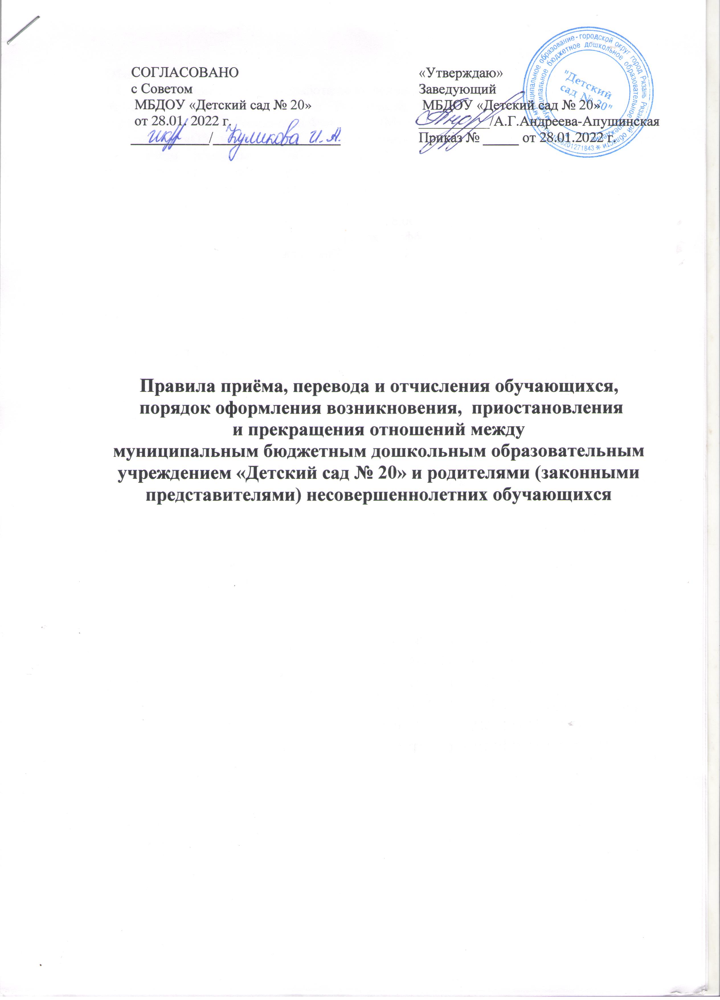 СОГЛАСОВАНО
с Советом
МБДОУ «Детский сад № 20»
от 28.01. 2022 г.
/ Куликова И. А.
«Утверждаю»
Заведующий
МБДОУ «Детский сад № 20»
/А.Г.Андреева-Апушинская
Приказ № ______ от 28.01.2022 г.
муниципальное образование-городской округ город Рязань Рязанской области *
муниципальное бюджетное дошкольное образовательное учреждение *
"Детский
сад № 20"
Правила приёма, перевода и отчисления обучающихся,
порядок оформления возникновения, приостановления
и прекращения отношений между
муниципальным бюджетным дошкольным образовательным
учреждением «Детский сад № 20» и родителями (законными
представителями) несовершеннолетних обучающихся